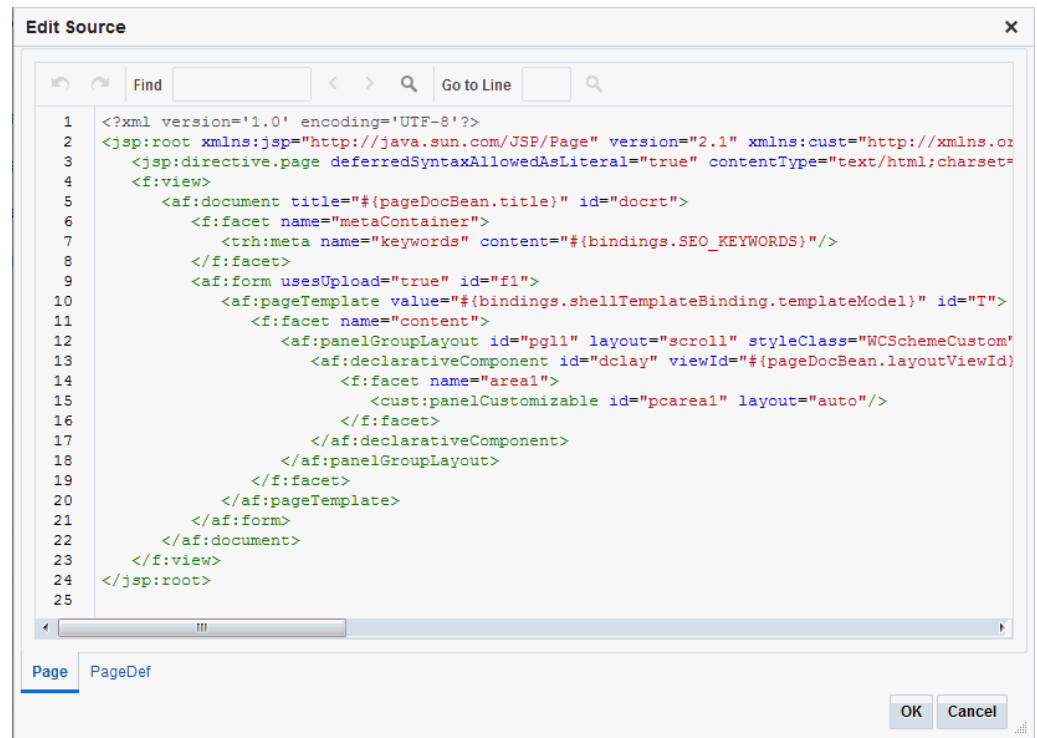 Edit Source
Find
Go to Line
1 <?xml version='1.0' encoding='UTF-8'?>
2 <jsp:root xmlns:jsp="http://java.sun.com/JSP/Page" version="2.1" xmlns:cust="http://xmlns.or
3 <jsp:directive.page deferredSyntaxAllowedAsLiteral="true" contentType="text/html;charset=
4 <f:view>
5 <af:document title="#{pageDocBean.title}" id="docrt">
6 <f:facet name="metaContainer">
7 <trh:meta name="keywords" content="#{bindings.SEO_KEYWORDS}"/>
8 </f:facet>
9 <af:form usesUpload="true" id="f1">
10 <af:pageTemplate value="#{bindings.shellTemplateBinding.templateModel}" id="T">
11 <f:facet name="content">
12 <af:panelGroupLayout id="pgl1" layout="scroll" styleClass="WCSchemeCustom"
13 <af:declarativeComponent id="dclay" viewId="#{pageDocBean.layoutViewId}
14 <f:facet name="area1">
15 <cust:panelCustomizable id="pcarea1" layout="auto"/>
16 </f:facet>
17 </af:declarativeComponent>
18 </af:panelGroupLayout>
19 </f:facet>
20 </af:pageTemplate>
21 </af:form>
22 </af:document>
23 </f:view>
24 </jsp:root>
25
Page PageDef
OK Cancel